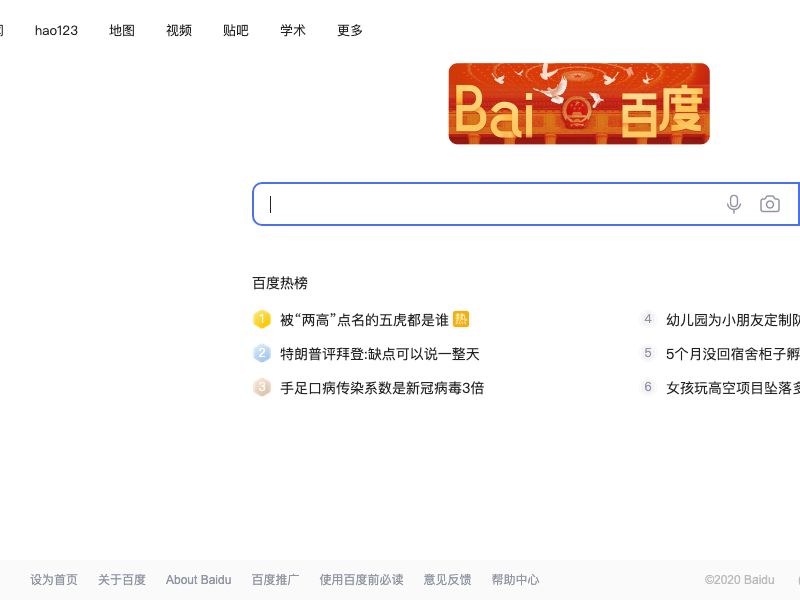 hao123 地图 视频 贴吧 学术 更多
Bai 百度
百度热榜
1 被“两高”点名的五虎都是谁 热
4 幼儿园为小朋友定制防
2 特朗普评拜登:缺点可以说一整天
5 5个月没回宿舍柜子孵
3 手足口病传染系数是新冠病毒3倍
6 女孩玩高空项目坠落多
设为首页 关于百度 About Baidu 百度推广 使用百度前必读 意见反馈 帮助中心 ©2020 Baidu